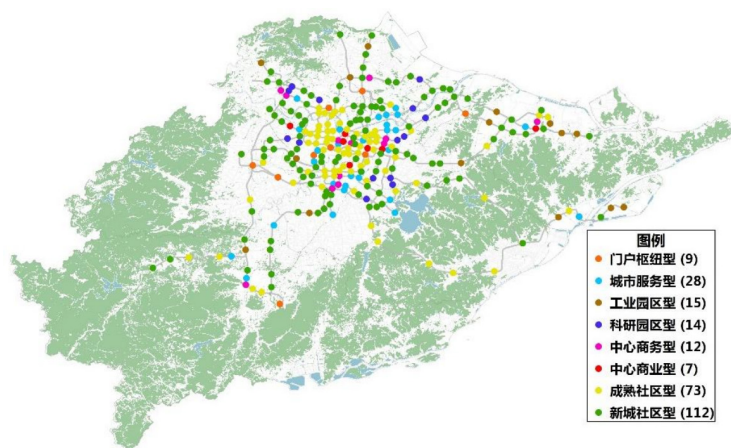 图例
门户枢纽型 (9)
城市服务型 (28)
工业园区型 (15)
科研园区型 (14)
中心商务型 (12)
中心商业型 (7)
成熟社区型 (73)
新城社区型 (112)